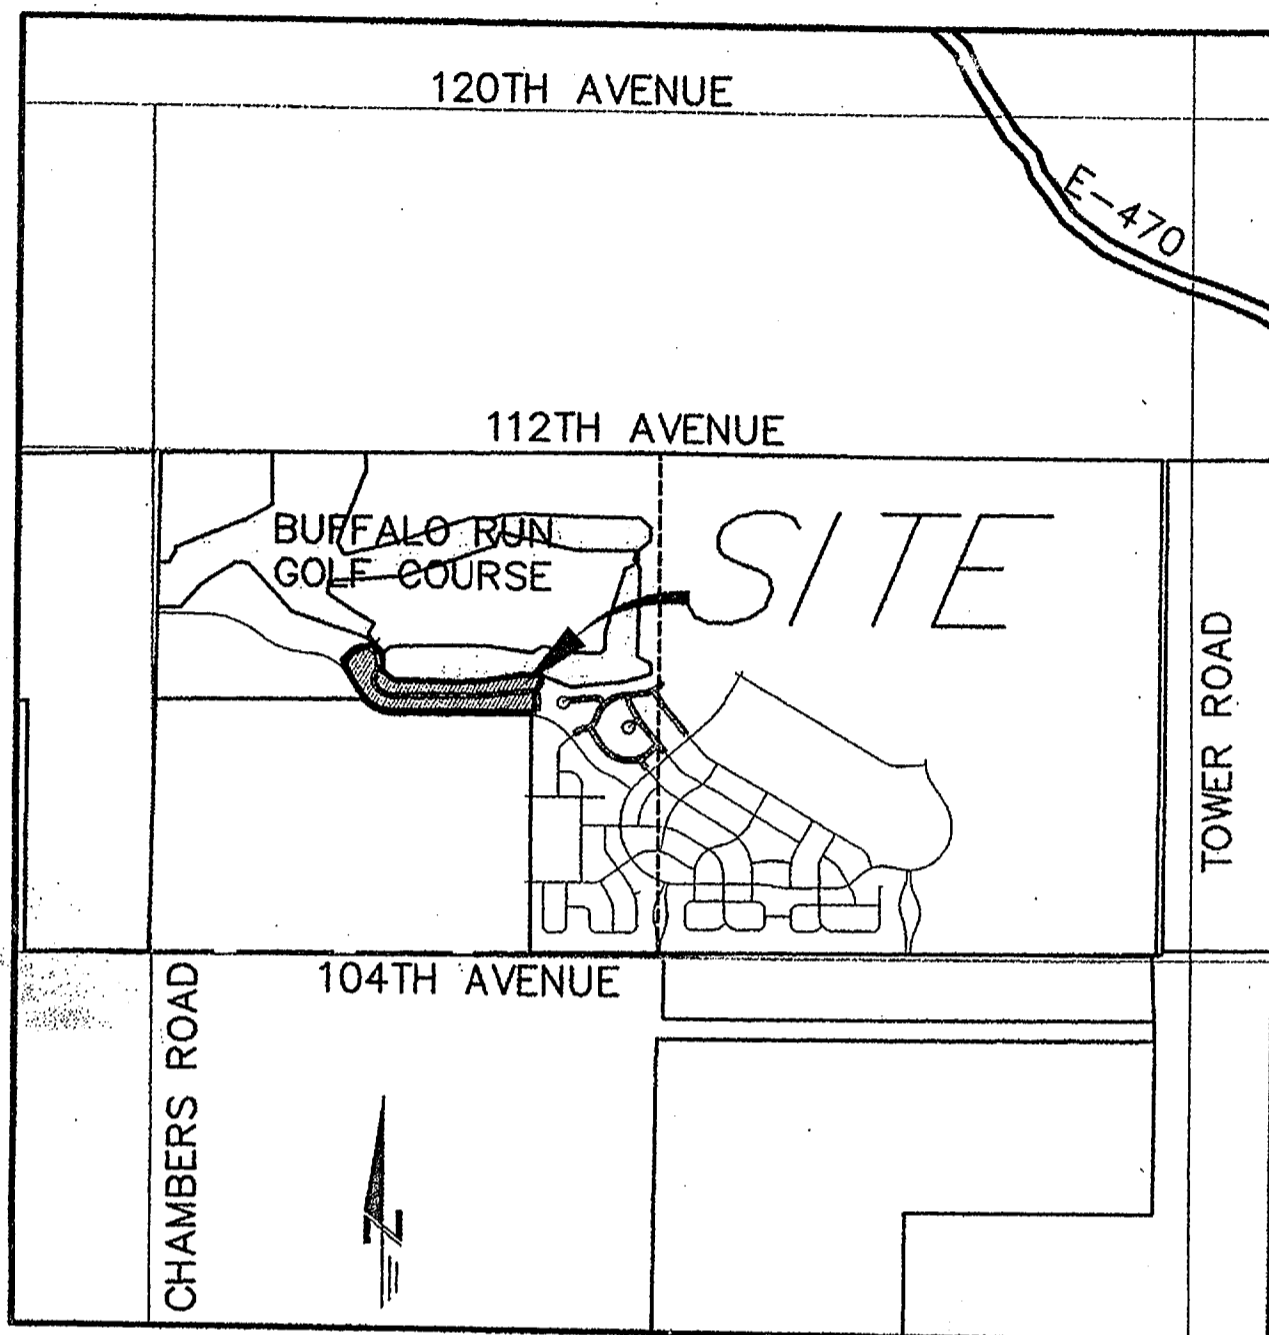 120TH AVENUE
E-470
112TH AVENUE
BUFFALO RUN
GOLF COURSE
SITE
TOWER ROAD
104TH AVENUE
CHAMBERS ROAD
N